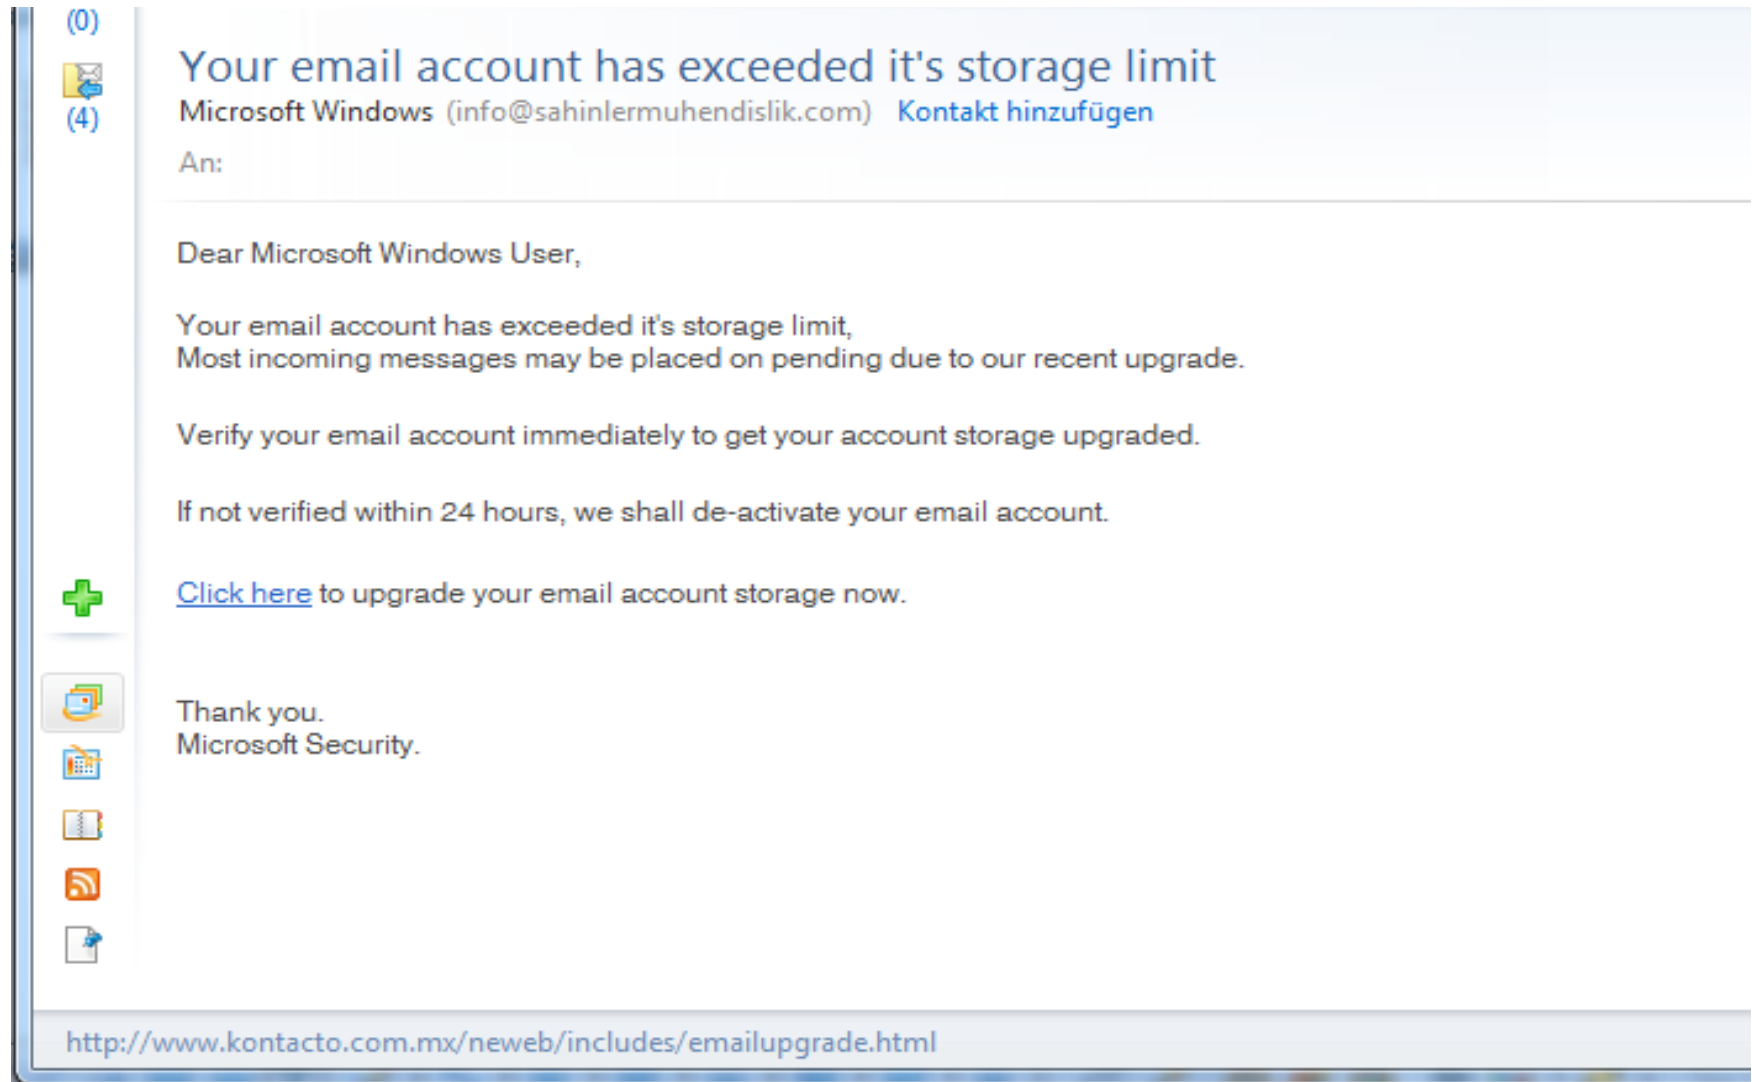 (0)
Your email account has exceeded it's storage limit
(4)
Microsoft Windows (info@sahinlermuhendislik.com) Kontakt hinzufügen
An:
Dear Microsoft Windows User,
Your email account has exceeded it's storage limit,
Most incoming messages may be placed on pending due to our recent upgrade.
Verify your email account immediately to get your account storage upgraded.
If not verified within 24 hours, we shall de-activate your email account.
Click here to upgrade your email account storage now.
Thank you.
Microsoft Security.
http://www.kontacto.com.mx/neweb/includes/emailupgrade.html